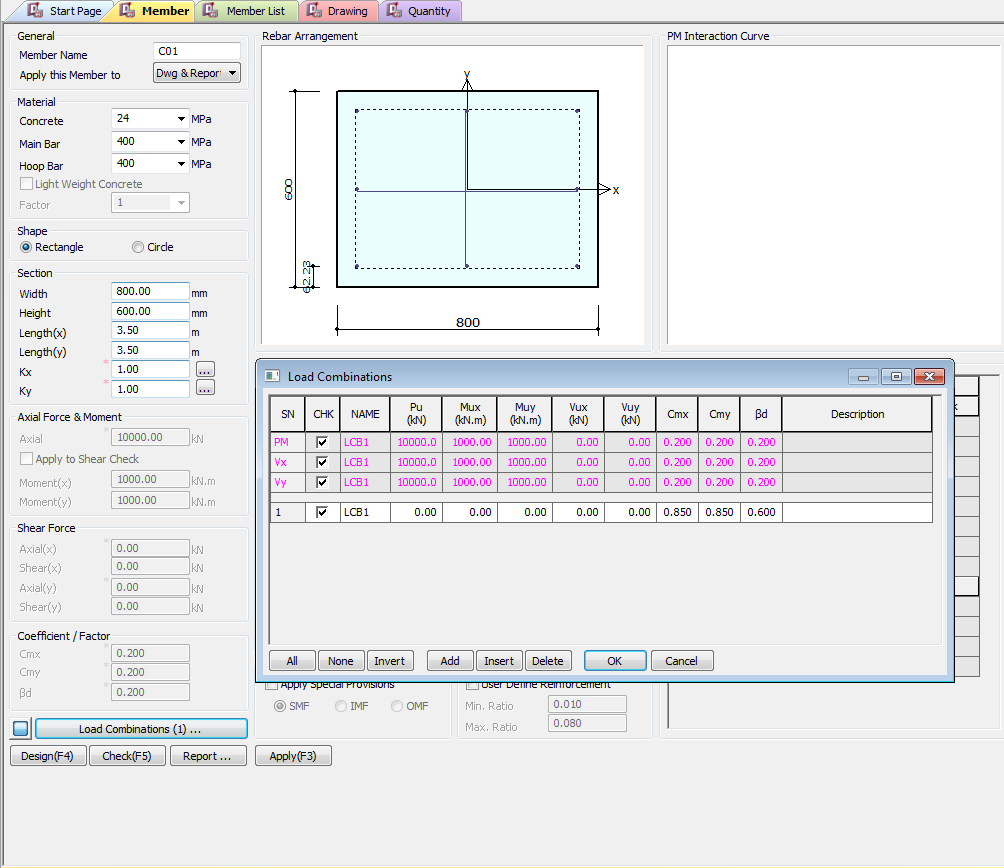 Start Page Member Member List Drawing Quantity
General
Member Name C01
Apply this Member to Dwg & Report
Material
Concrete 24 MPa
Main Bar 400 MPa
Hoop Bar 400 MPa
Light Weight Concrete
Factor 1
Shape
Rectangle Circle
Section
Width 800.00 mm
Height 600.00 mm
Length(x) 3.50 m
Length(y) 3.50 m
* Kx 1.00 ...
* Ky 1.00 ...
Axial Force & Moment
Axial * 10000.00 kN
Apply to Shear Check
Moment(x) * 1000.00 kN.m
Moment(y) * 1000.00 kN.m
Shear Force
Axial(x) * 0.00 kN
Shear(x) 0.00 kN
Axial(y) * 0.00 kN
Shear(y) 0.00 kN
Coefficient / Factor
Cmx * 0.200
Cmy * 0.200
βd * 0.200
Load Combinations (1) ...
Design(F4) Check(F5) Report ... Apply(F3)
Rebar Arrangement
y
x
600
62.23
800
PM Interaction Curve
Load Combinations
SN CHK NAME Pu (kN) Mux (kN.m) Muy (kN.m) Vux (kN) Vuy (kN) Cmx Cmy βd Description
PM LCB1 10000.0 1000.00 1000.00 0.00 0.00 0.200 0.200 0.200
Vx LCB1 10000.0 1000.00 1000.00 0.00 0.00 0.200 0.200 0.200
Vy LCB1 10000.0 1000.00 1000.00 0.00 0.00 0.200 0.200 0.200
1 LCB1 0.00 0.00 0.00 0.00 0.00 0.850 0.850 0.600
All None Invert Add Insert Delete OK Cancel
Apply Special Provisions
SMF IMF OMF
User Define Reinforcement
Min. Ratio 0.010
Max. Ratio 0.080